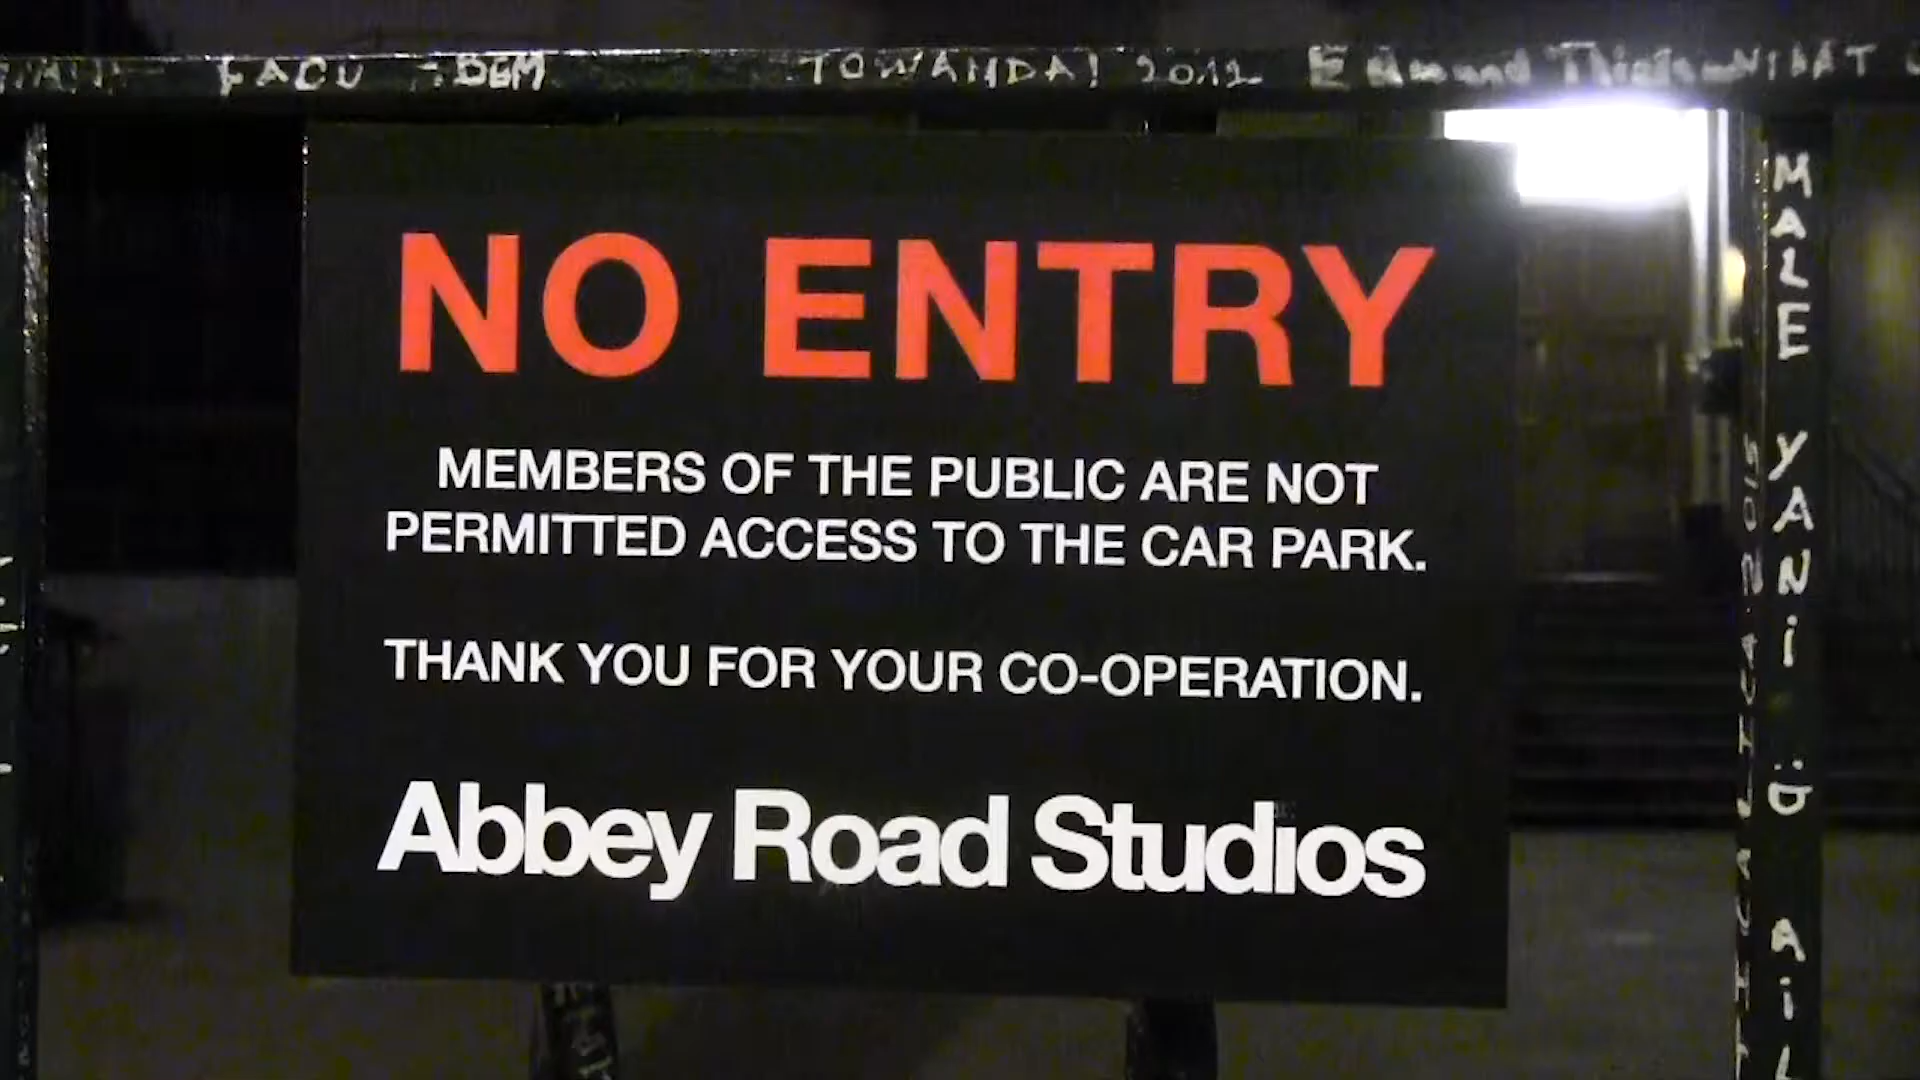 FACU
TOWANDA! 2012
NO ENTRY
MEMBERS OF THE PUBLIC ARE NOT
PERMITTED ACCESS TO THE CAR PARK.
THANK YOU FOR YOUR CO-OPERATION.
Abbey Road Studios
MALE YANi